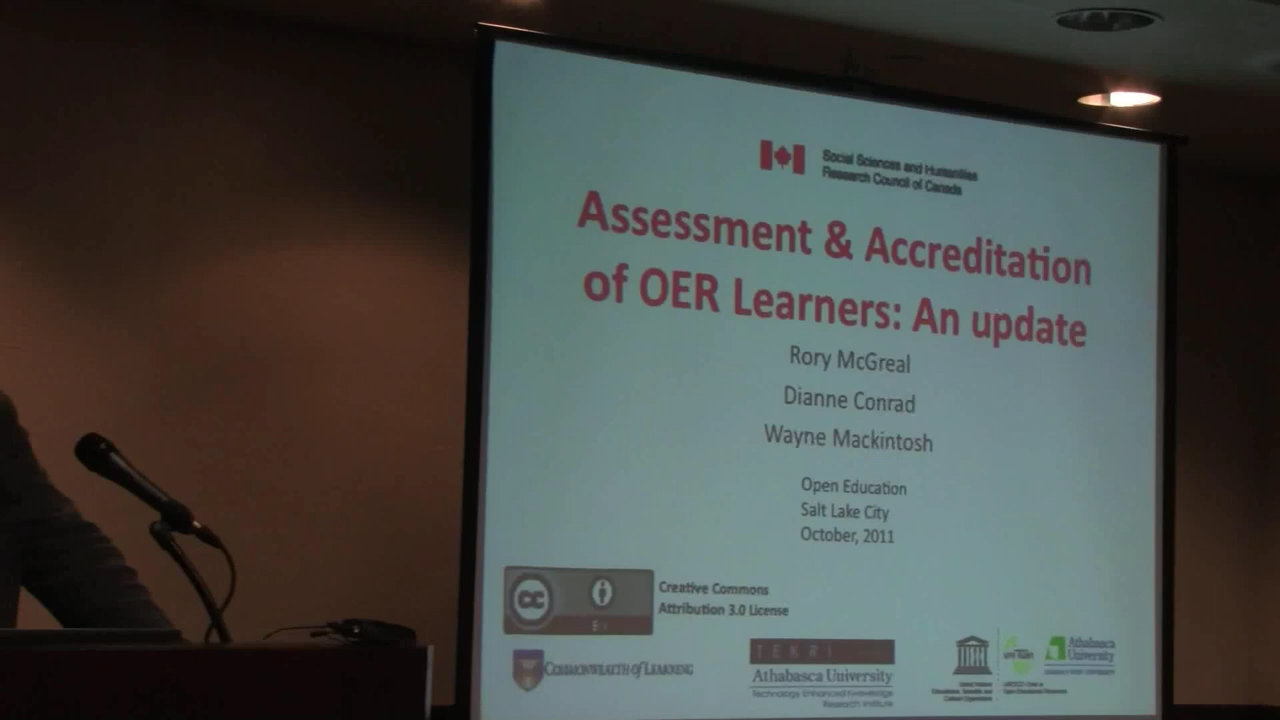 Social Sciences and Humanities
Research Council of Canada
Assessment & Accreditation
of OER Learners: An update
Rory McGreal
Dianne Conrad
Wayne Mackintosh
Open Education
Salt Lake City
October, 2011
cc
Creative Commons
Attribution 3.0 License
COMMONWEALTH of LEARNING
TEKRI
Athabasca University
Technology Enhanced Knowledge
Research Institute
Athabasca
University